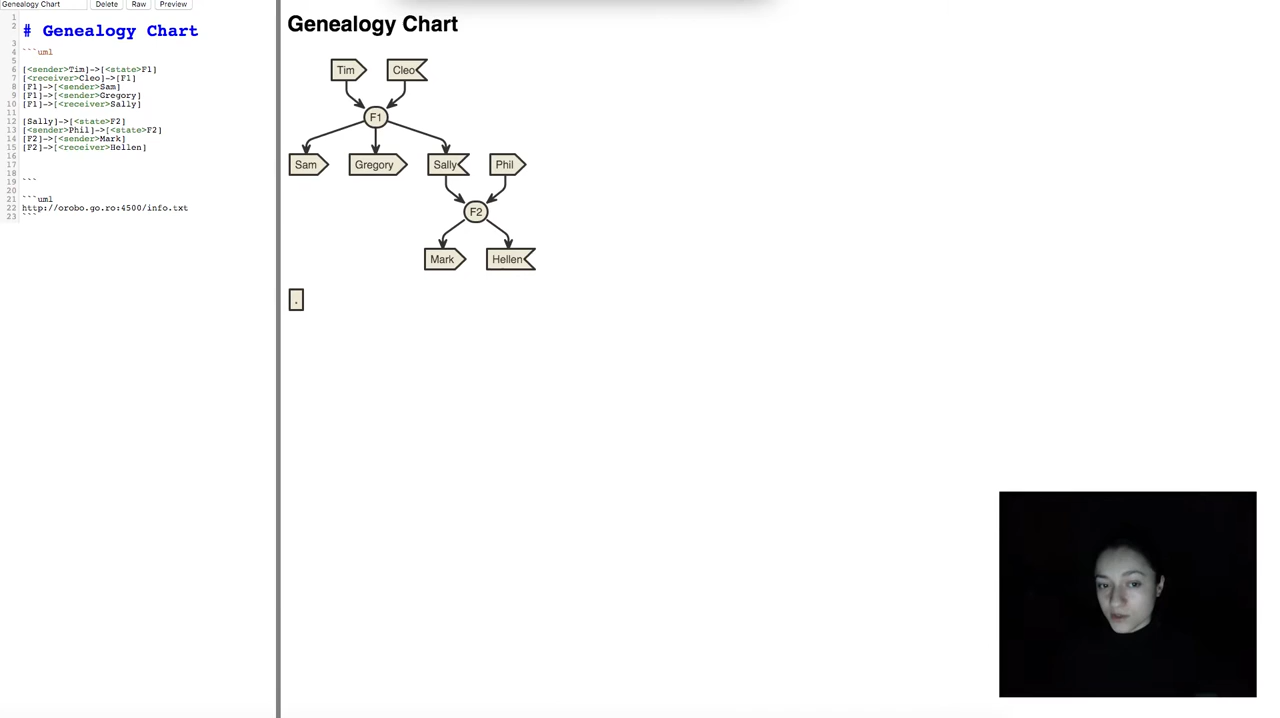 Genealogy Chart Delete Raw Preview
1
2 # Genealogy Chart
3
4 ```uml
5
6 [<sender>Tim]->[<state>F1]
7 [<receiver>Cleo]->[F1]
8 [F1]->[<sender>Sam]
9 [F1]->[<sender>Gregory]
10 [F1]->[<receiver>Sally]
11
12 [Sally]->[<state>F2]
13 [<sender>Phil]->[<state>F2]
14 [F2]->[<sender>Mark]
15 [F2]->[<receiver>Hellen]
16
17
18
19 ```
20
21 ```uml
22 http://orobo.go.ro:4500/info.txt
23 ```
Genealogy Chart
Tim Cleo
F1
Sam Gregory Sally Phil
F2
Mark Hellen
.